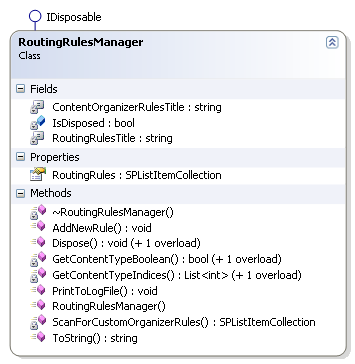 IDisposable
RoutingRulesManager
Class
Fields
ContentOrganizerRulesTitle : string
IsDisposed : bool
RoutingRulesTitle : string
Properties
RoutingRules : SPListItemCollection
Methods
~RoutingRulesManager()
AddNewRule() : void
Dispose() : void (+ 1 overload)
GetContentTypeBoolean() : bool (+ 1 overload)
GetContentTypeIndices() : List<int> (+ 1 overload)
PrintToLogFile() : void
RoutingRulesManager()
ScanForCustomOrganizerRules() : SPListItemCollection
ToString() : string